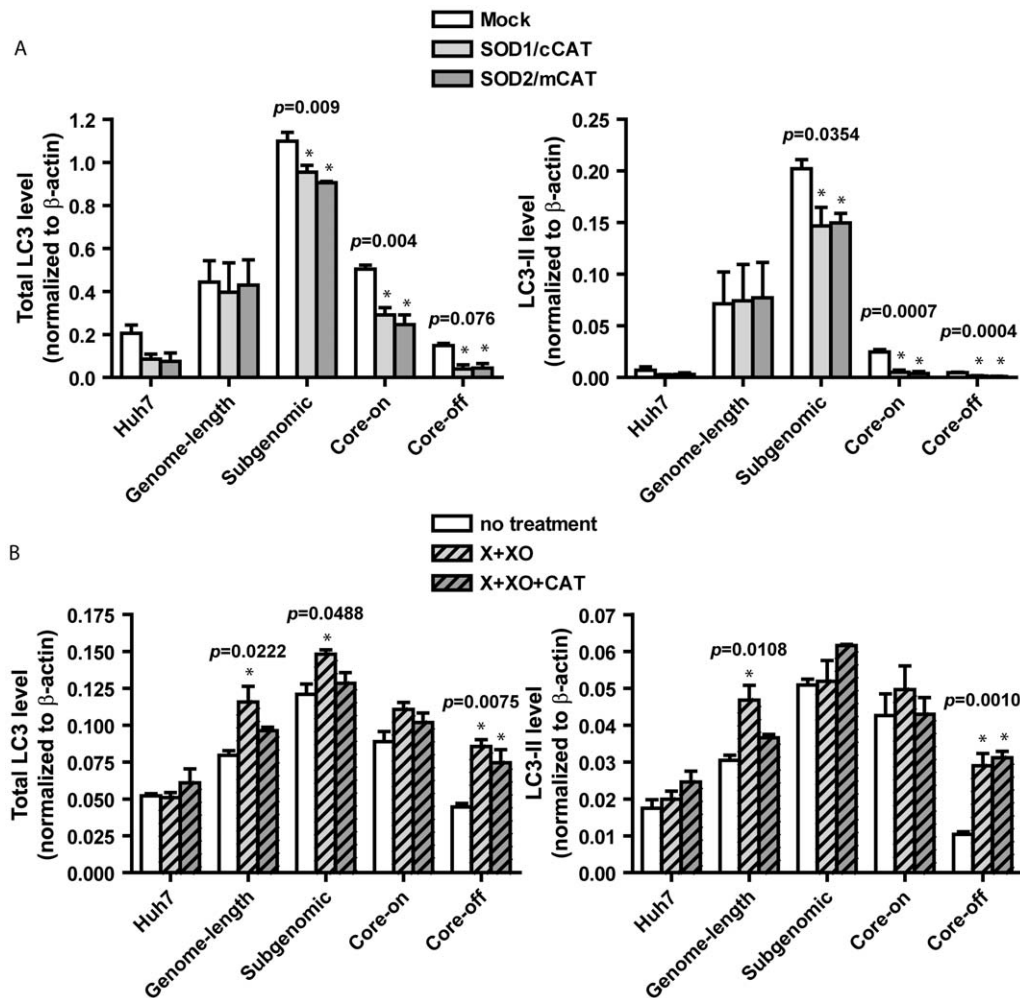 A
Mock
SOD1/cCAT
SOD2/mCAT
Total LC3 level
(normalized to β-actin)
1.2
1.0
0.8
0.6
0.4
0.2
0.0
p=0.009
* *
p=0.004
* *
p=0.076
* *
Huh7
Genome-length
Subgenomic
Core-on
Core-off
LC3-II level
(normalized to β-actin)
0.25
0.20
0.15
0.10
0.05
0.00
p=0.0354
* *
p=0.0007
* *
p=0.0004
* *
Huh7
Genome-length
Subgenomic
Core-on
Core-off
B
no treatment
X+XO
X+XO+CAT
Total LC3 level
(normalized to β-actin)
0.175
0.150
0.125
0.100
0.075
0.050
0.025
0.000
p=0.0222
*
p=0.0488
*
p=0.0075
* *
Huh7
Genome-length
Subgenomic
Core-on
Core-off
LC3-II level
(normalized to β-actin)
0.07
0.06
0.05
0.04
0.03
0.02
0.01
0.00
p=0.0108
*
p=0.0010
* *
Huh7
Genome-length
Subgenomic
Core-on
Core-off